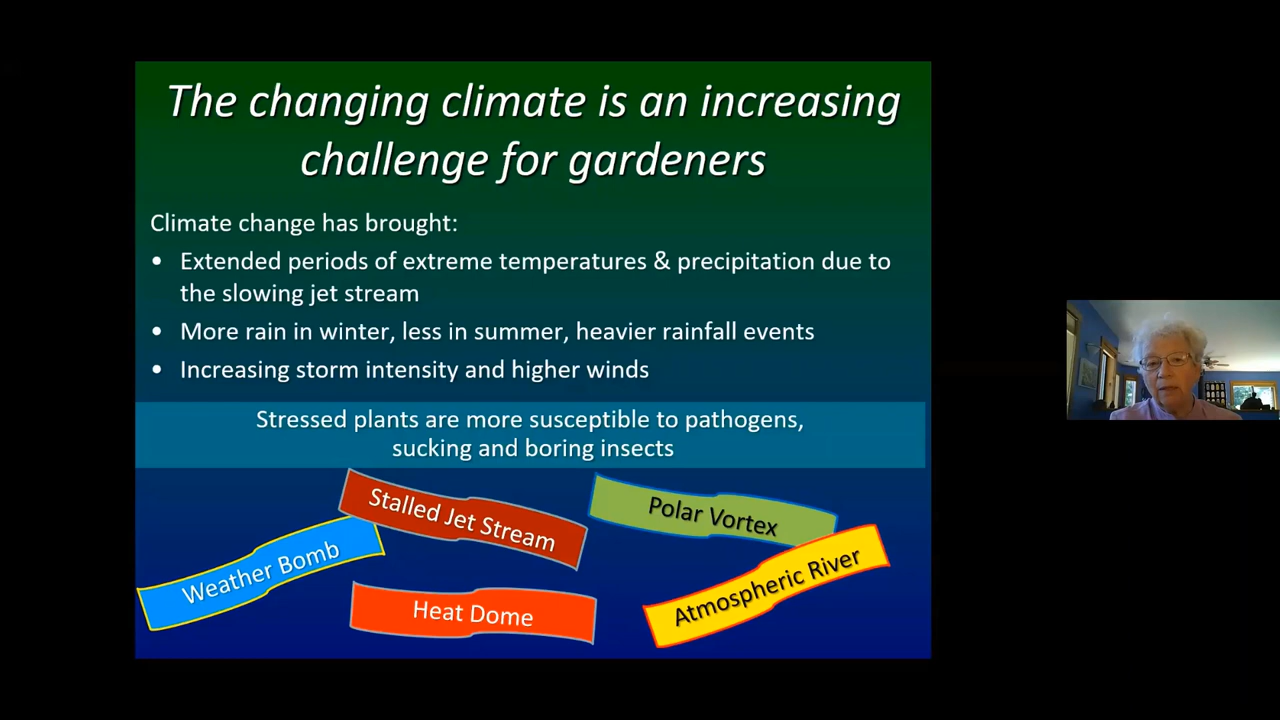 The changing climate is an increasing
challenge for gardeners
Climate change has brought:
• Extended periods of extreme temperatures & precipitation due to
the slowing jet stream
• More rain in winter, less in summer, heavier rainfall events
• Increasing storm intensity and higher winds
Stressed plants are more susceptible to pathogens,
sucking and boring insects
Stalled Jet Stream
Polar Vortex
Weather Bomb
Heat Dome
Atmospheric River